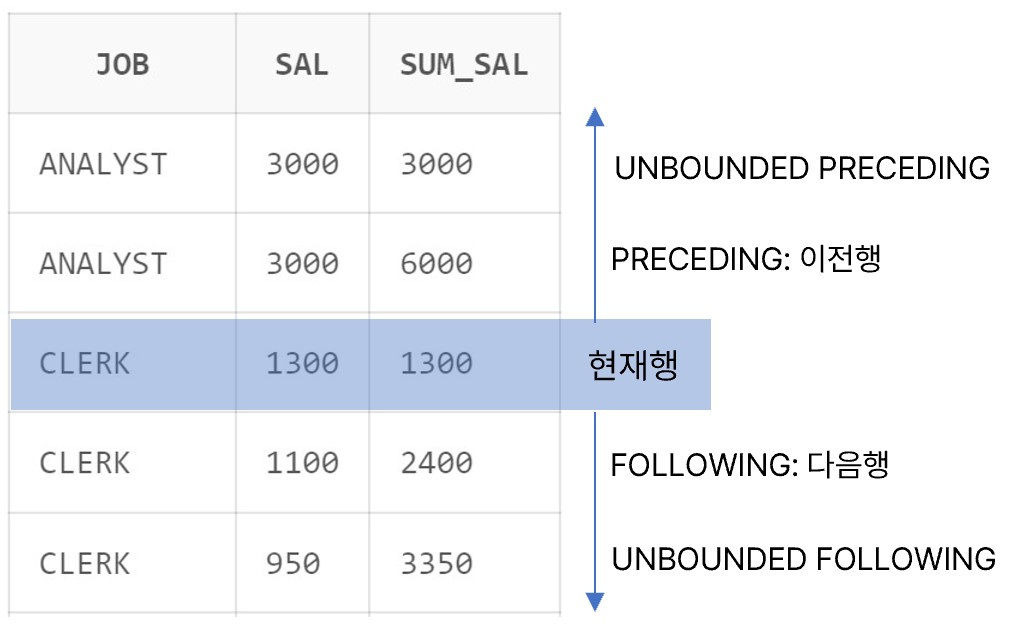 JOB SAL SUM_SAL
ANALYST 3000 3000 UNBOUNDED PRECEDING
ANALYST 3000 6000 PRECEDING: 이전행
CLERK 1300 1300 현재행
CLERK 1100 2400 FOLLOWING: 다음행
CLERK 950 3350 UNBOUNDED FOLLOWING